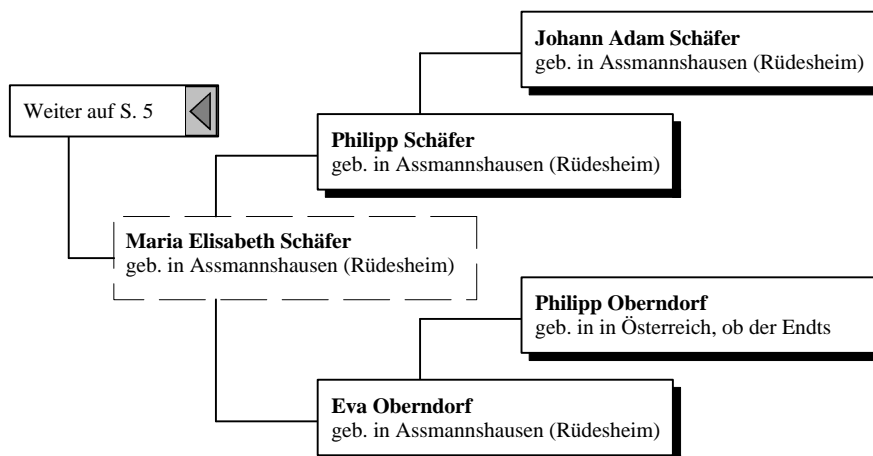 Johann Adam Schäfer
geb. in Assmannshausen (Rüdesheim)
Weiter auf S. 5
Philipp Schäfer
geb. in Assmannshausen (Rüdesheim)
Maria Elisabeth Schäfer
geb. in Assmannshausen (Rüdesheim)
Philipp Oberndorf
geb. in in Österreich, ob der Endts
Eva Oberndorf
geb. in Assmannshausen (Rüdesheim)